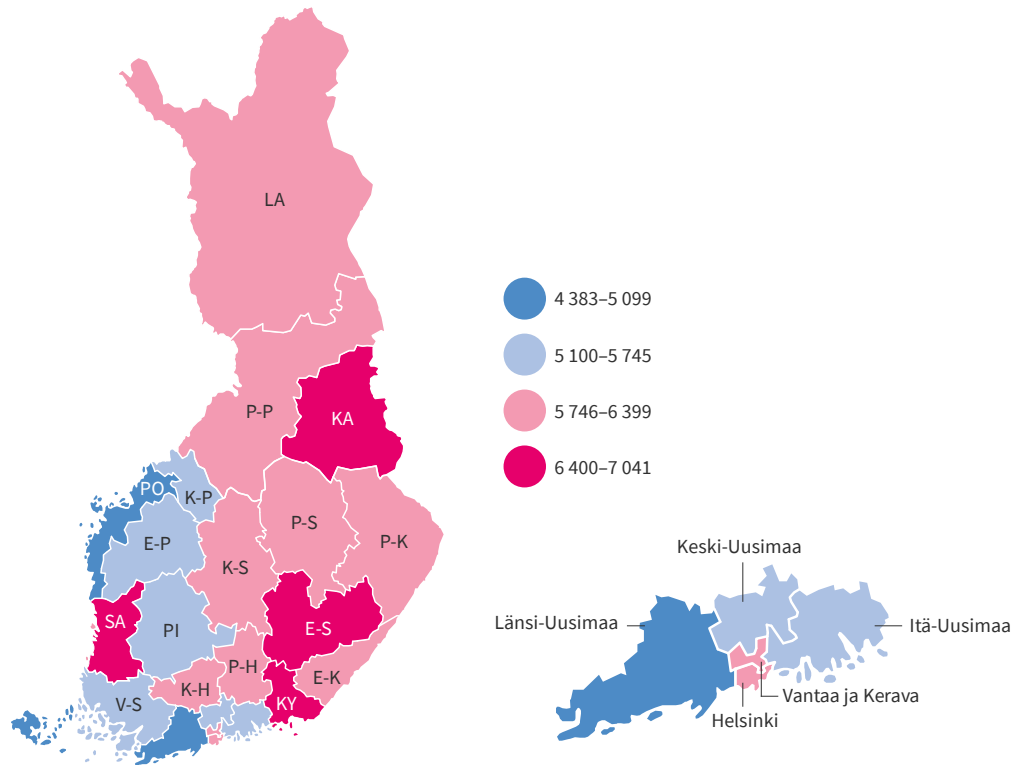 LA
4 383–5 099
5 100–5 745
P-P
KA
5 746–6 399
6 400–7 041
PO
K-P
P-S
E-P
P-K
K-S
Keski-Uusimaa
SA
PI
E-S
Länsi-Uusimaa
Itä-Uusimaa
P-H
E-K
K-H
V-S
KY
Vantaa ja Kerava
Helsinki